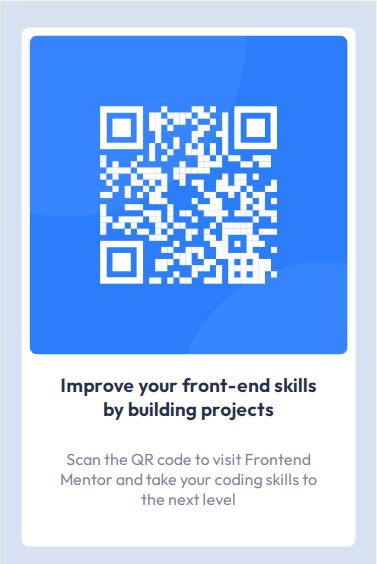 Improve your front-end skills
by building projects
Scan the QR code to visit Frontend
Mentor and take your coding skills to
the next level